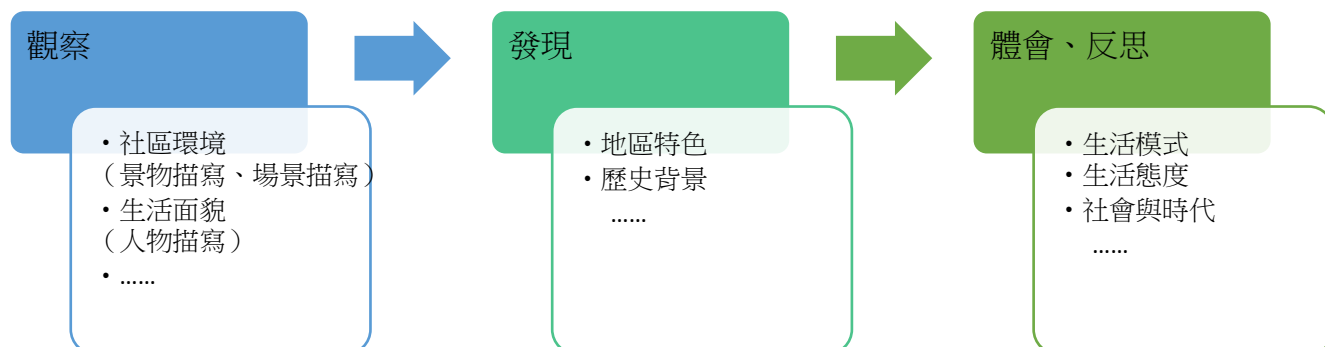 觀察
・社區環境
（景物描寫、場景描寫）
・生活面貌
（人物描寫）
・……
發現
・地區特色
・歷史背景
……
體會、反思
・生活模式
・生活態度
・社會與時代
……